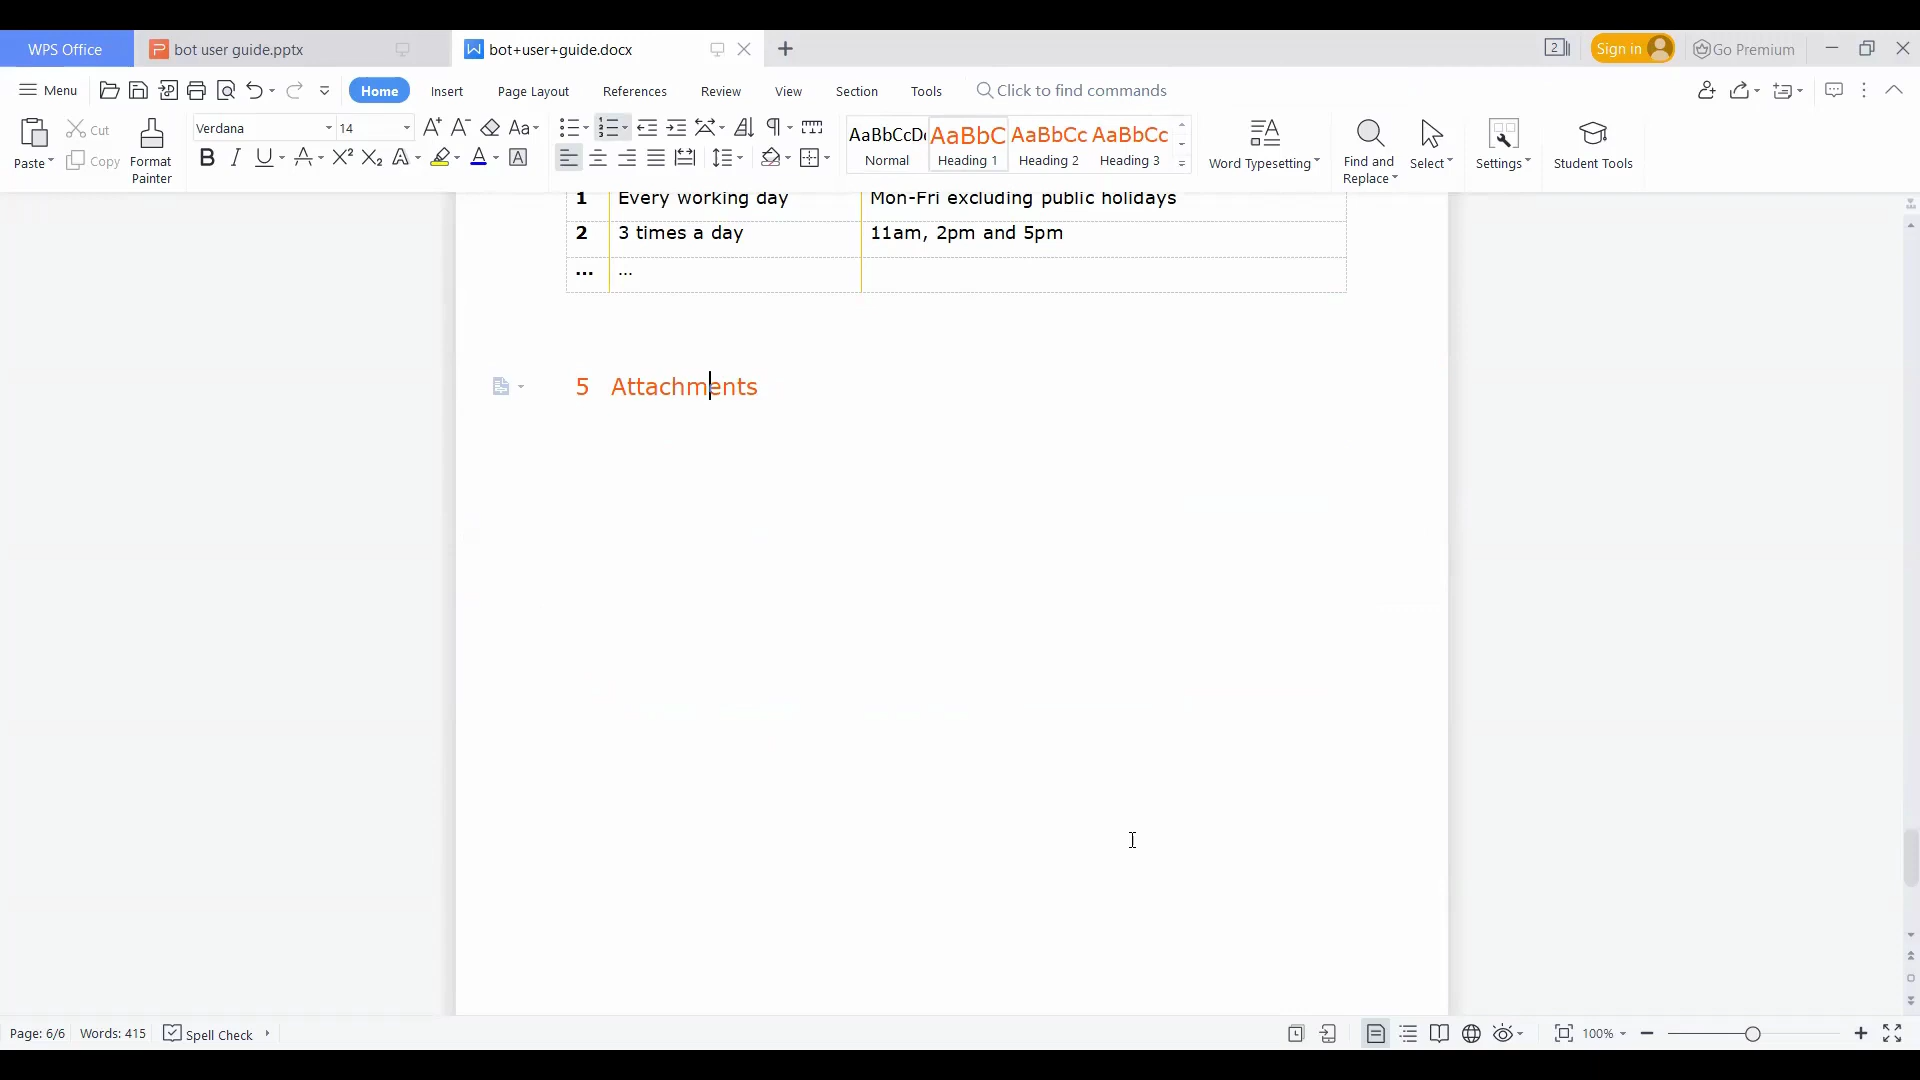 WPS Office bot user guide.pptx bot+user+guide.docx 2 Sign in Go Premium
Menu Home Insert Page Layout References Review View Section Tools Click to find commands
Paste Cut Copy Format Painter
Verdana 14
AaBbCcD AaBbC AaBbCc AaBbCc
Normal Heading 1 Heading 2 Heading 3
Word Typesetting Find and Replace Select Settings Student Tools
1 Every working day Mon-Fri excluding public holidays
2 3 times a day 11am, 2pm and 5pm
... ...
5 Attachments
Page: 6/6 Words: 415 Spell Check 100%